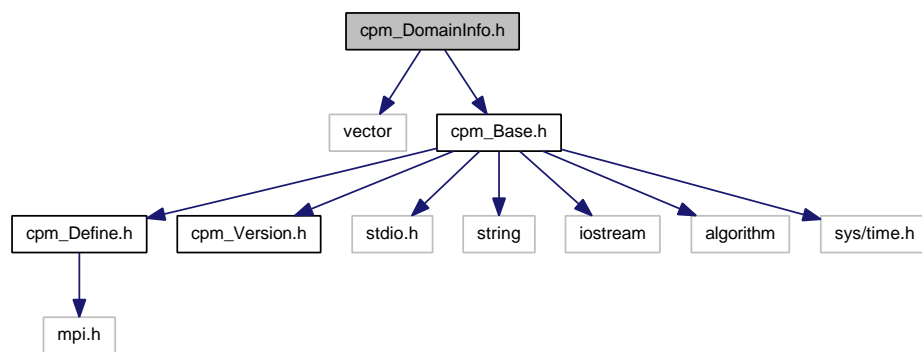 cpm_DomainInfo.h
vector
cpm_Base.h
cpm_Define.h
cpm_Version.h
stdio.h
string
iostream
algorithm
sys/time.h
mpi.h